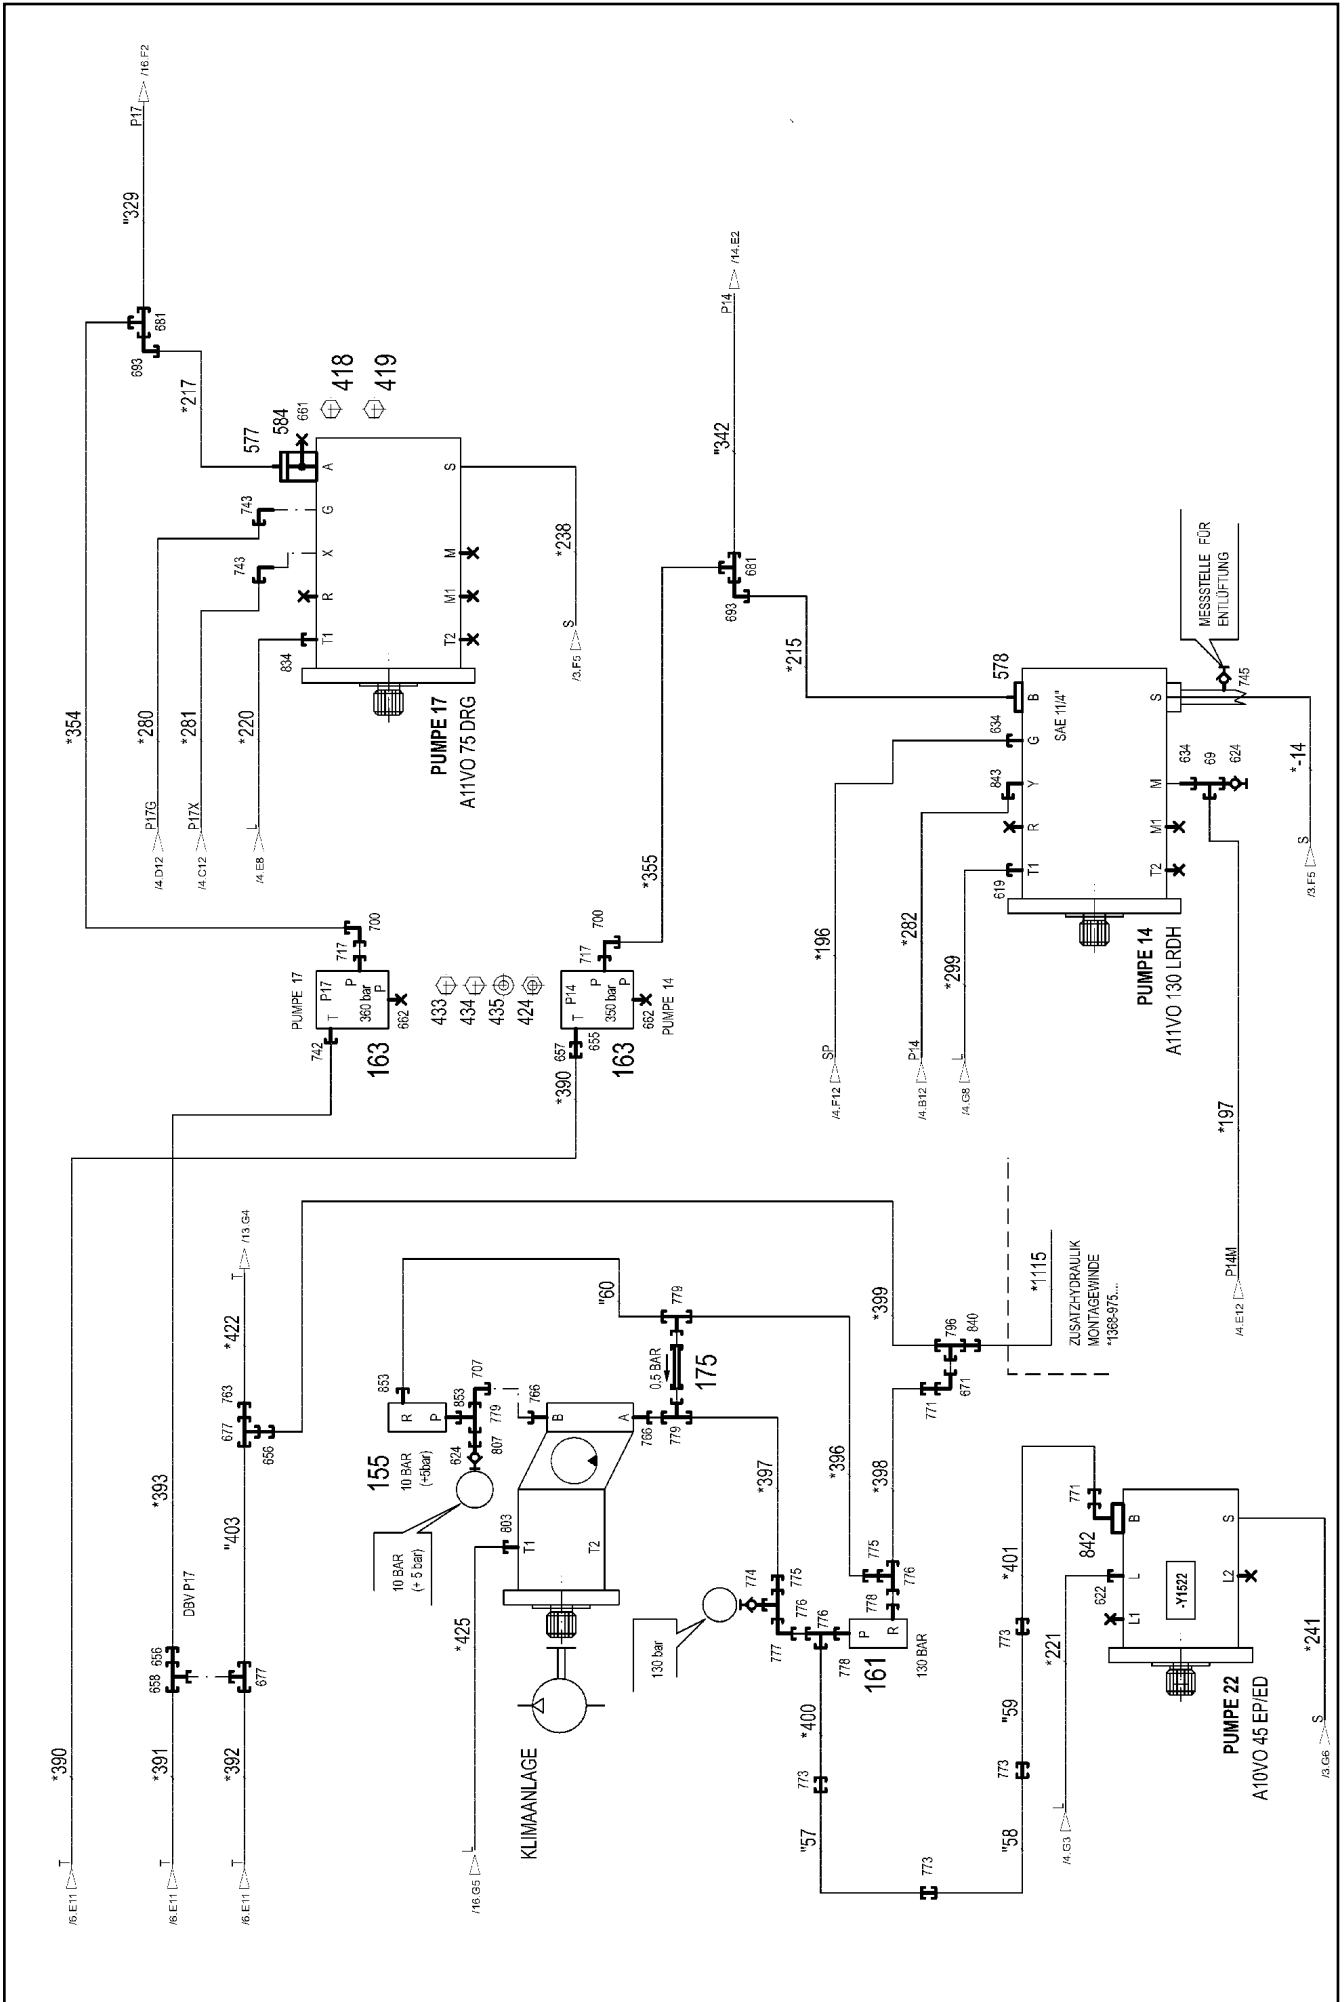 *390
T
/6.E11
*391
T
/6.E11
*392
T
/6.E11
658
656
677
DBV P17
*393
"403
677
763
656
*422
T
/13.G4
*354
P17G
/4.D12
*280
P17X
/4.C12
*281
L
/4.E8
*220
"329
P17
/16.F2
681
693
*217
577
584
661
418
419
743
743
834
T1
R
X
G
A
T2
M1
M
S
PUMPE 17
A11VO 75 DRG
*238
S
/3.F5
PUMPE 17
742
T
P17
P
360 bar
P
717
700
662
163
433
434
435
424
*390
657
655
T
P14
P
350 bar
P
717
700
662
163
PUMPE 14
*355
"342
P14
/14.E2
681
693
*215
578
634
843
619
T1
R
Y
G
B
SAE 11/4"
T2
M1
M
S
634
69
624
745
MESSSTELLE FÜR
ENTLÜFTUNG
PUMPE 14
A11VO 130 LRDH
*-14
S
/3.F5
SP
/4.F12
*196
P14
/4.B12
*282
L
/4.G8
*299
*197
P14M
/4.E12
KLIMAANLAGE
L
/16.G5
*425
803
T1
T2
B
A
766
766
10 BAR
(+ 5 bar)
155
10 BAR
(+5bar)
R
P
853
853
707
779
807
624
"60
0,5 BAR
175
779
779
*397
*396
*398
*399
130 bar
774
775
776
777
776
778
161
P
R
130 BAR
778
776
775
771
671
796
840
*1115
ZUSATZHYDRAULIK
MONTAGEWINDE
*1368-975...
*400
773
"57
773
"58
773
"59
773
*401
771
842
622
L1
L
B
L2
S
-Y1522
*221
L
/4.G3
PUMPE 22
A10VO 45 EP/ED
*241
S
/3.G6